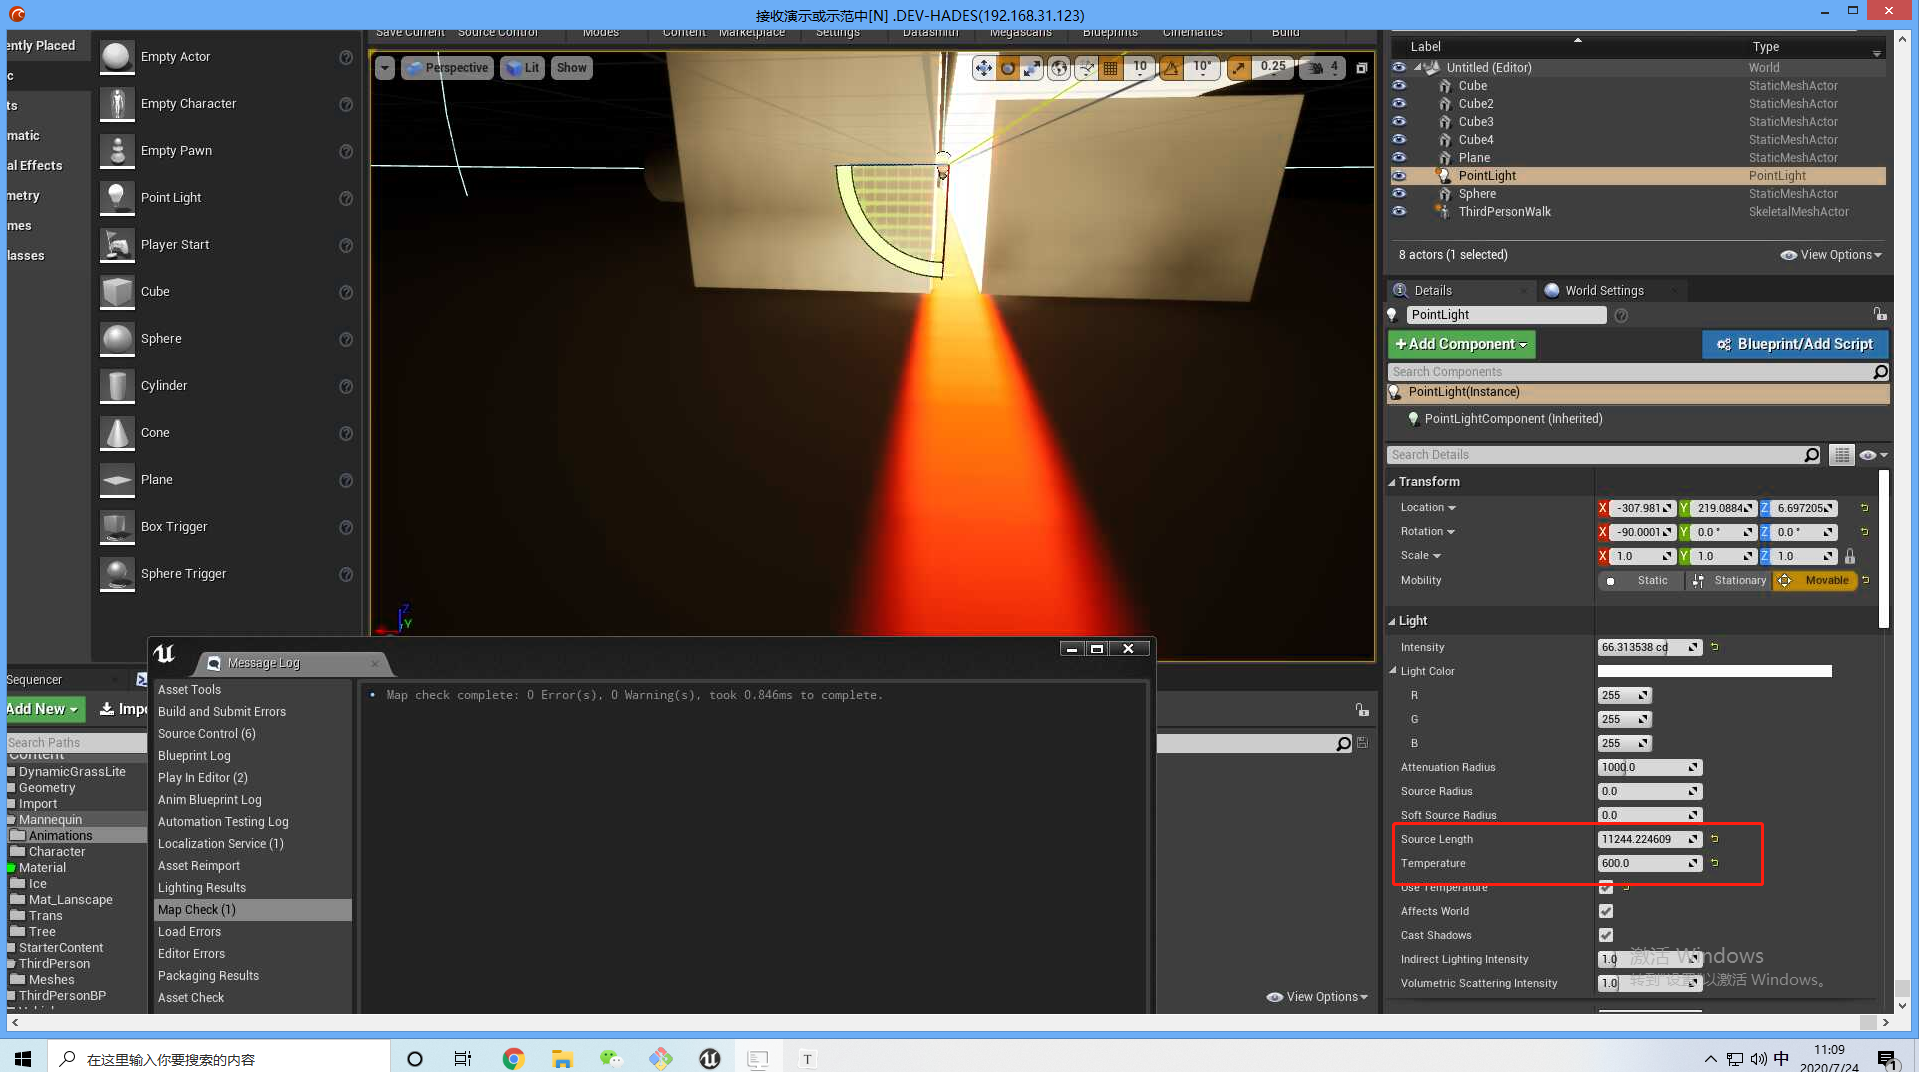 接收演示或示范中[N] .DEV-HADES(192.168.31.123)
Save Current Source Control Modes Content Marketplace Settings Datasmith Megascans Blueprints Cinematics Build
ently Placed
c
ts
matic
al Effects
metry
mes
lasses
Empty Actor
Empty Character
Empty Pawn
Point Light
Player Start
Cube
Sphere
Cylinder
Cone
Plane
Box Trigger
Sphere Trigger
Perspective Lit Show 10 10° 0.25 4
Z
Y
Label Type
Untitled (Editor) World
Cube StaticMeshActor
Cube2 StaticMeshActor
Cube3 StaticMeshActor
Cube4 StaticMeshActor
Plane StaticMeshActor
PointLight PointLight
Sphere StaticMeshActor
ThirdPersonWalk SkeletalMeshActor
8 actors (1 selected) View Options
Details World Settings
PointLight
+Add Component Blueprint/Add Script
Search Components
PointLight(Instance)
PointLightComponent (Inherited)
Search Details
Transform
Location X -307.981 Y 219.0884 Z 6.697205
Rotation X -90.0001 Y 0.0 ° Z 0.0 °
Scale X 1.0 Y 1.0 Z 1.0
Mobility Static Stationary Movable
Light
Intensity 66.313538 cd
Light Color
R 255
G 255
B 255
Attenuation Radius 1000.0
Source Radius 0.0
Soft Source Radius 0.0
Source Length 11244.224609
Temperature 600.0
Use Temperature
Affects World
Cast Shadows
Indirect Lighting Intensity 1.0
Volumetric Scattering Intensity 1.0
激活 Windows
转到"设置"以激活 Windows。
Sequencer
Add New Impo
Search Paths
Content
DynamicGrassLite
Geometry
Import
Mannequin
Animations
Character
Material
Ice
Mat_Lanscape
Trans
Tree
StarterContent
ThirdPerson
Meshes
ThirdPersonBP
Message Log
Asset Tools
Build and Submit Errors
Source Control (6)
Blueprint Log
Play In Editor (2)
Anim Blueprint Log
Automation Testing Log
Localization Service (1)
Asset Reimport
Lighting Results
Map Check (1)
Load Errors
Editor Errors
Packaging Results
Asset Check
Map check complete: 0 Error(s), 0 Warning(s), took 0.846ms to complete.
View Options
在这里输入你要搜索的内容
T
中
11:09
2020/7/24
1